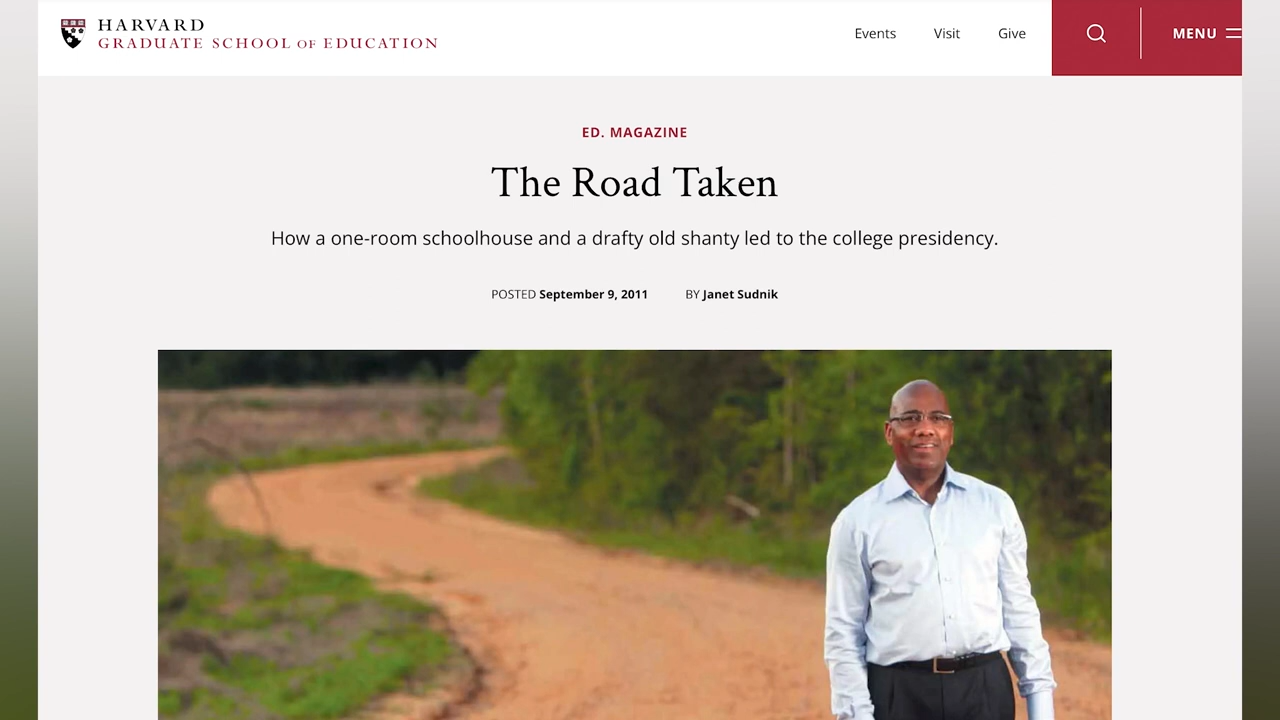 HARVARD
GRADUATE SCHOOL OF EDUCATION
Events Visit Give MENU
ED. MAGAZINE
The Road Taken
How a one-room schoolhouse and a drafty old shanty led to the college presidency.
POSTED September 9, 2011 BY Janet Sudnik